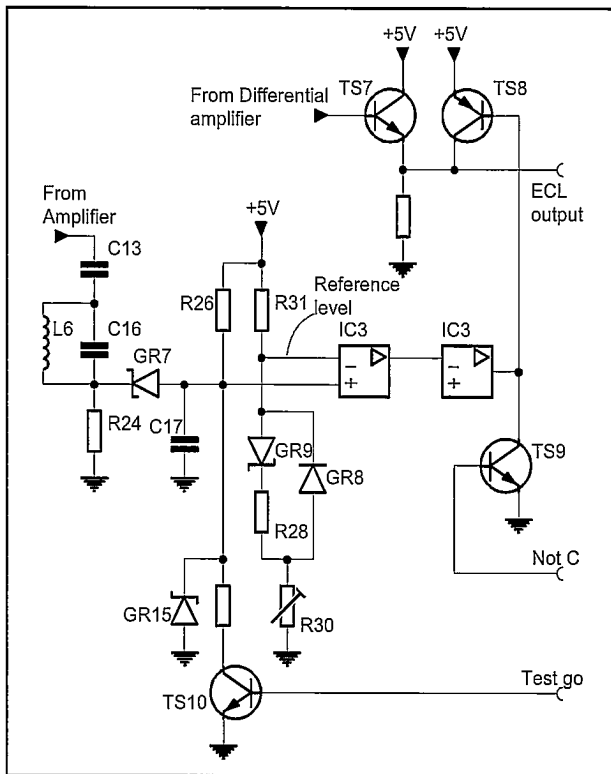 +5V
+5V
TS7
TS8
From Differential
amplifier
ECL
output
From
Amplifier
+5V
C13
R26
R31
Reference
level
L6
C16
IC3
IC3
GR7
−
+
−
+
R24
C17
GR9
GR8
TS9
R28
Not C
GR15
R30
TS10
Test go